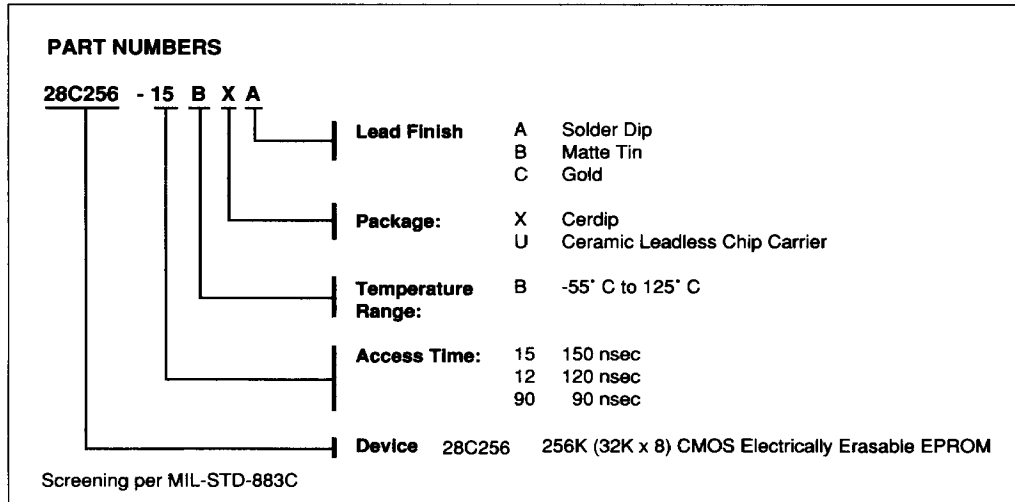 PART NUMBERS
28C256 - 15 B X A
Lead Finish A Solder Dip
B Matte Tin
C Gold
Package: X Cerdip
U Ceramic Leadless Chip Carrier
Temperature B -55° C to 125° C
Range:
Access Time: 15 150 nsec
12 120 nsec
90 90 nsec
Device 28C256 256K (32K x 8) CMOS Electrically Erasable EPROM
Screening per MIL-STD-883C